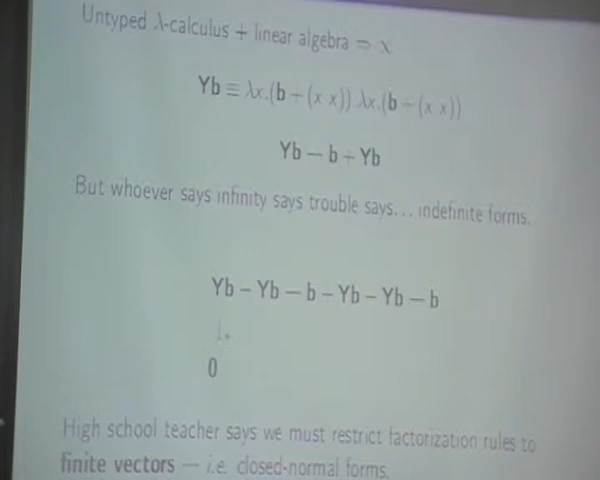 Untyped λ-calculus + linear algebra ⇒ ∞
Yb ≡ λx.(b + (x x)) λx.(b + (x x))
Yb → b + Yb
But whoever says infinity says trouble says… indefinite forms.
Yb − Yb → b + Yb − Yb → b
↓*
0
High school teacher says we must restrict factorization rules to
finite vectors — i.e. closed-normal forms.